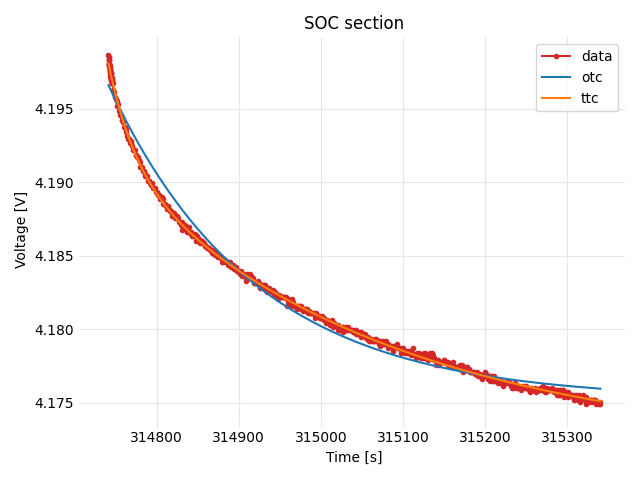 SOC section
data
otc
ttc
Voltage [V]
4.195
4.190
4.185
4.180
4.175
314800 314900 315000 315100 315200 315300
Time [s]